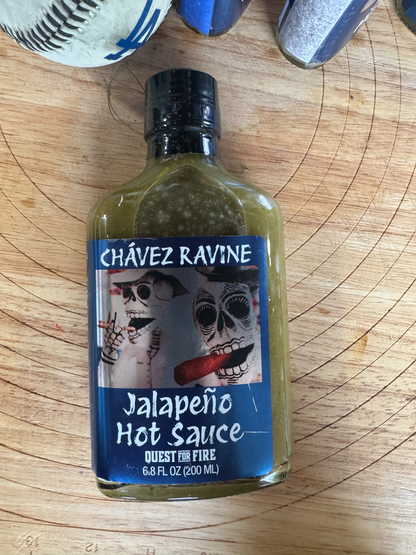 CHÁVEZ RAVINE
Jalapeño
Hot Sauce
QUEST FOR FIRE
6.8 FL OZ (200 ML)